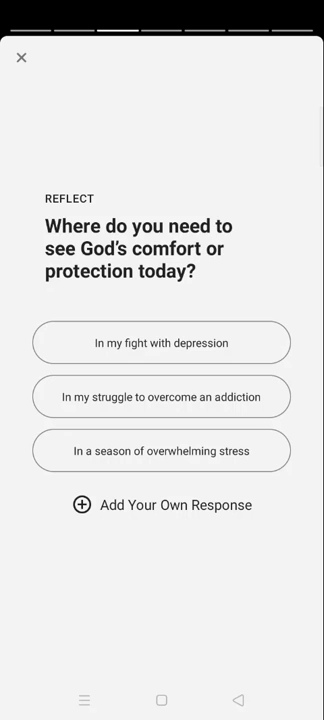 REFLECT
Where do you need to
see God's comfort or
protection today?
In my fight with depression
In my struggle to overcome an addiction
In a season of overwhelming stress
Add Your Own Response